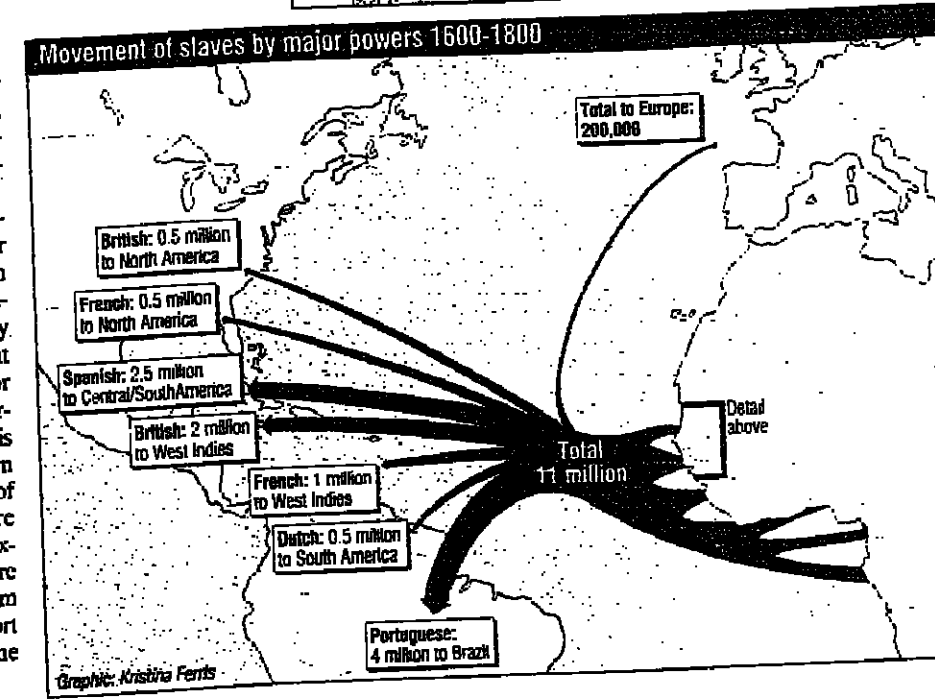 Movement of slaves by major powers 1600-1800
Total to Europe:
200,000
British: 0.5 million
to North America
French: 0.5 million
to North America
Spanish: 2.5 million
to Central/SouthAmerica
British: 2 million
to West Indies
French: 1 million
to West Indies
Dutch: 0.5 million
to South America
Portuguese:
4 million to Brazil
Total
11 million
Detail
above
Graphic: Kristina Ferris